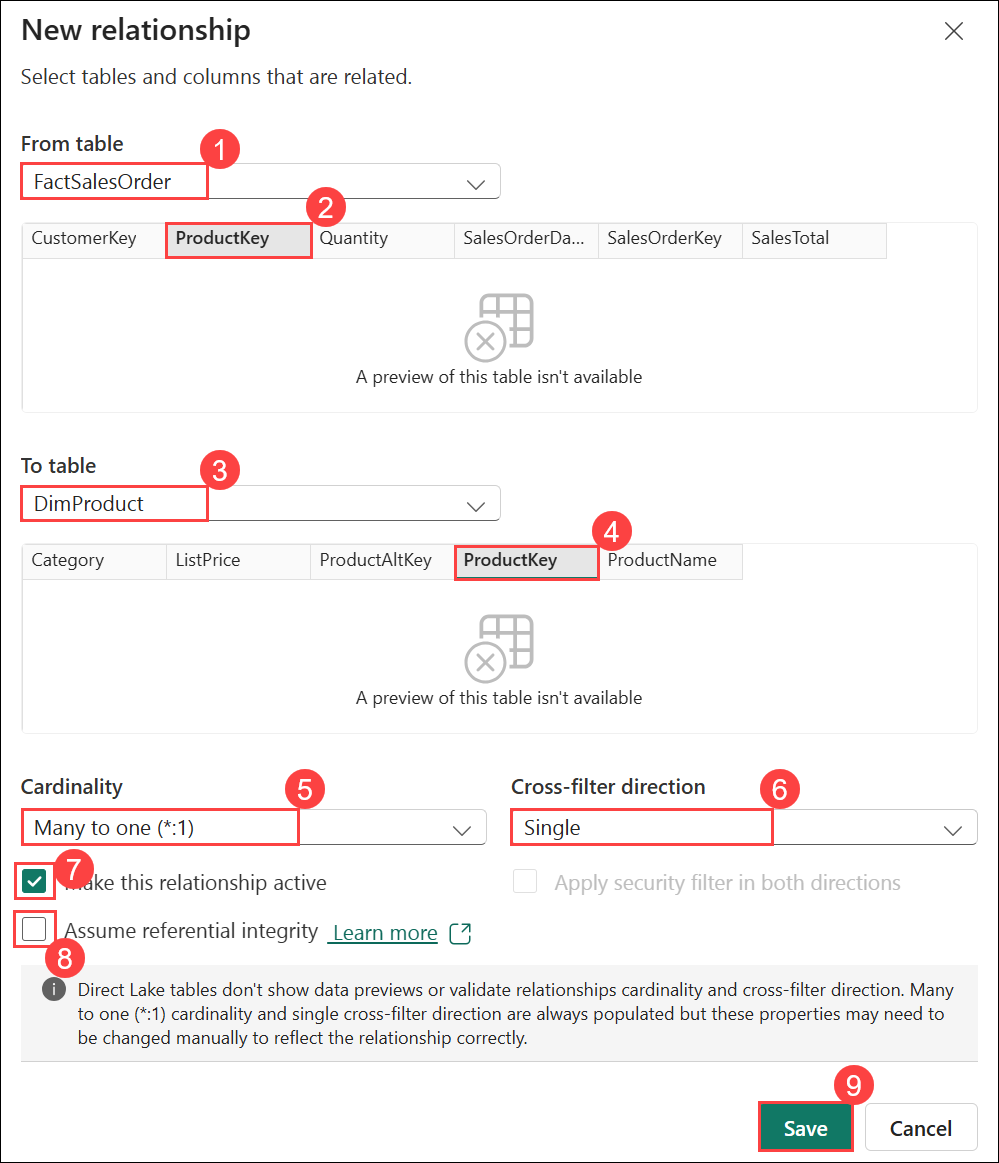 New relationship
Select tables and columns that are related.
From table
1
FactSalesOrder
2
CustomerKey ProductKey Quantity SalesOrderDa... SalesOrderKey SalesTotal
A preview of this table isn't available
To table
3
DimProduct
4
Category ListPrice ProductAltKey ProductKey ProductName
A preview of this table isn't available
Cardinality 5 Cross-filter direction 6
Many to one (*:1) Single
7 Make this relationship active Apply security filter in both directions
Assume referential integrity Learn more
8
i Direct Lake tables don't show data previews or validate relationships cardinality and cross-filter direction. Many
to one (*:1) cardinality and single cross-filter direction are always populated but these properties may need to
be changed manually to reflect the relationship correctly.
9
Save Cancel